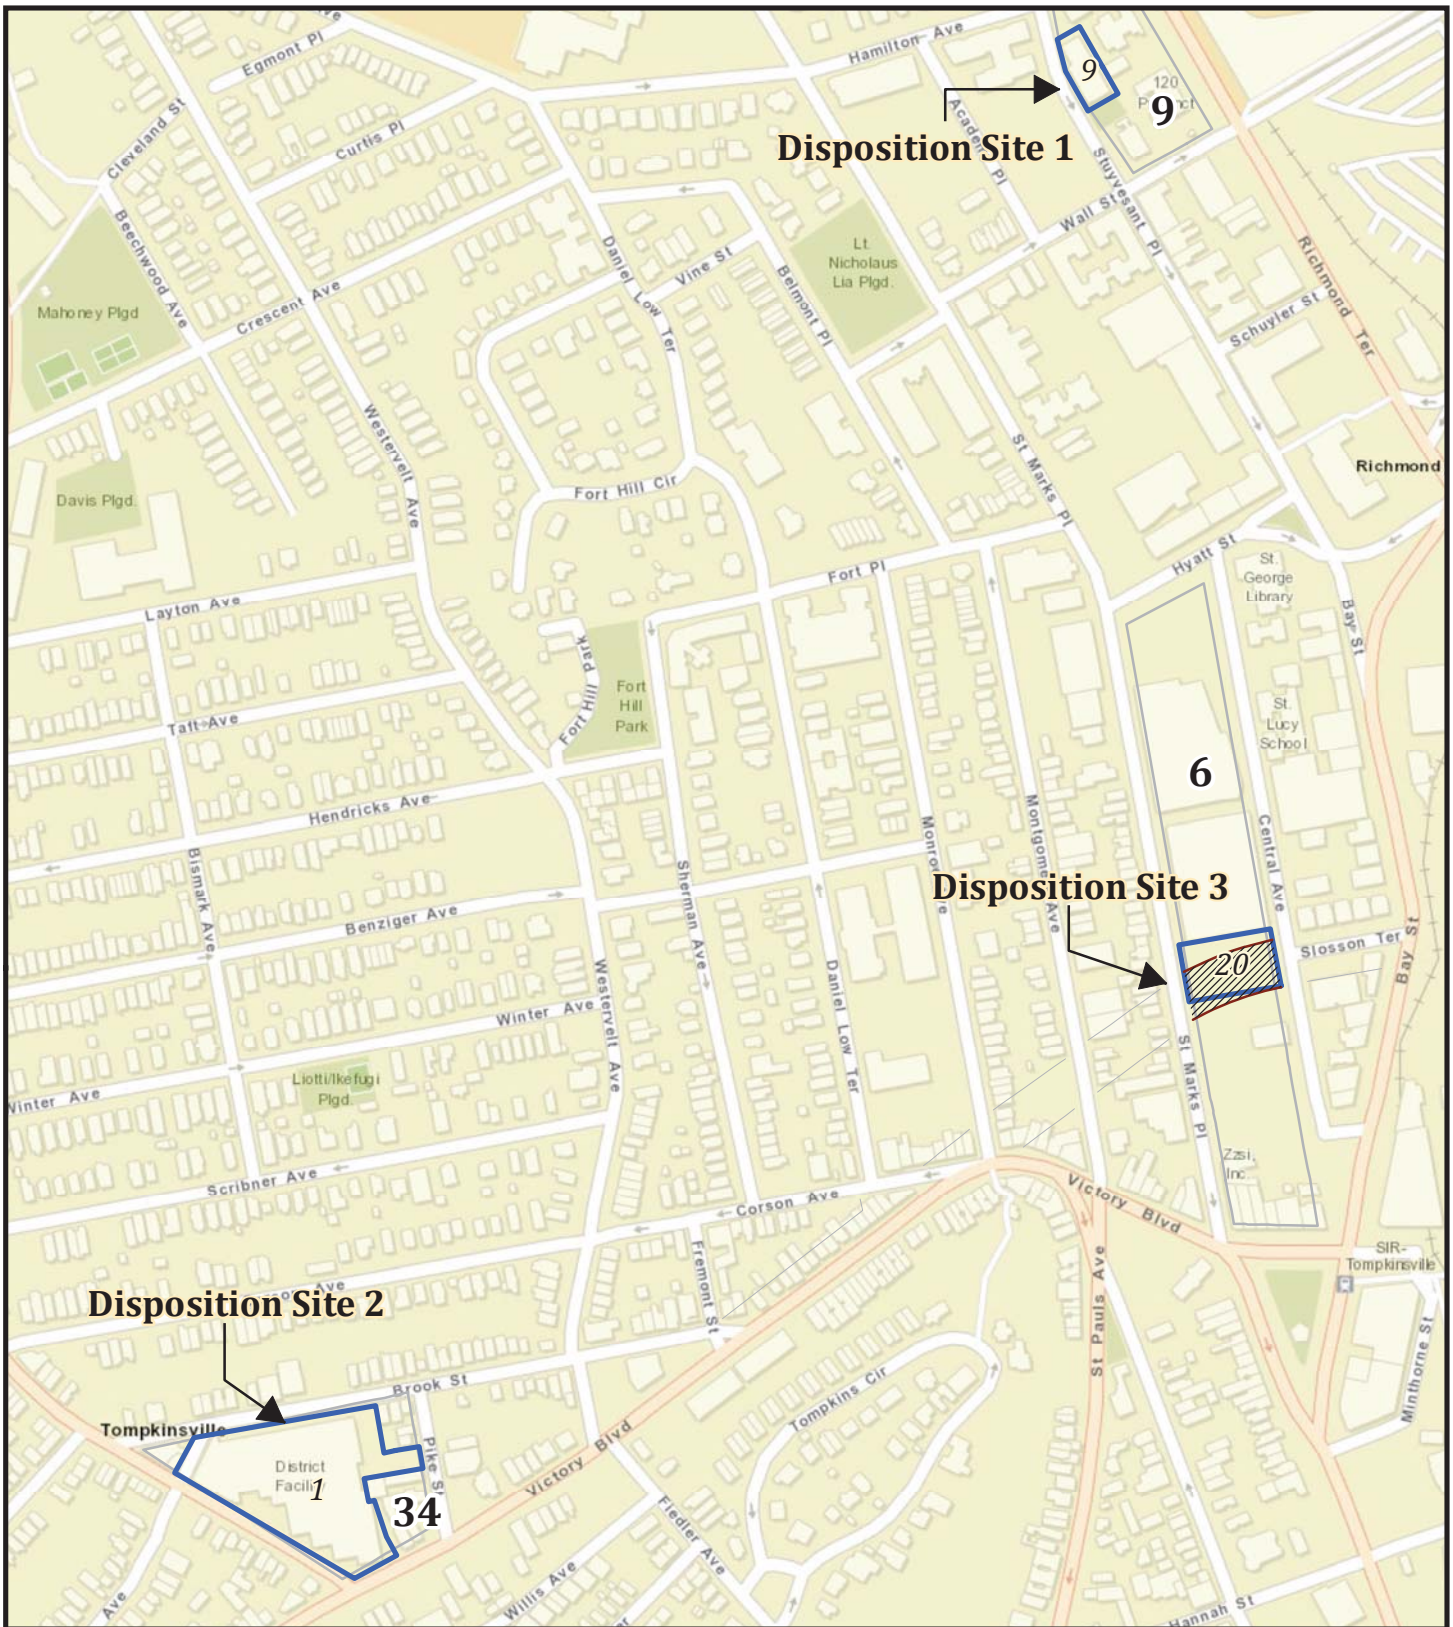 Egmont Pl
Hamilton Ave
9
120
9
Cleveland St
Curtis Pl
Academy Pl
Disposition Site 1
Stuyvesant Pl
Wall St
Beechwood Ave
Daniel Low Ter
Vine St
Belmont Pl
Lt.
Nicholaus
Lia Plgd.
Richmond Ter
Mahoney Plgd
Crescent Ave
Schuyler St
Westervelt Ave
St Marks Pl
Richmond
Davis Plgd.
Fort Hill Cir
Hyatt St
St.
George
Library
Fort Pl
Layton Ave
Bay St
Fort Hill Park
Fort
Hill
Park
Taft Ave
St.
Lucy
School
6
Hendricks Ave
Bismark Ave
Sherman Ave
Montgome
Ave
Central Ave
Disposition Site 3
Benziger Ave
Slosson Ter
Bay St
20
Westervelt Ave
Daniel Low Ter
Winter Ave
St Marks Pl
Liotti/Ikefugi
Plgd.
Winter Ave
Zzsi,
Inc.
Scribner Ave
Corson Ave
Victory Blvd
Fremont St
St Pauls Ave
SIR-
Tompkinsville
Ave
Disposition Site 2
Minthorne St
Brook St
Tompkins Cir
Tompkinsville
Pike St
Victory Blvd
District
1
34
Fiedler Ave
Willis Ave
Ave
Hannah St